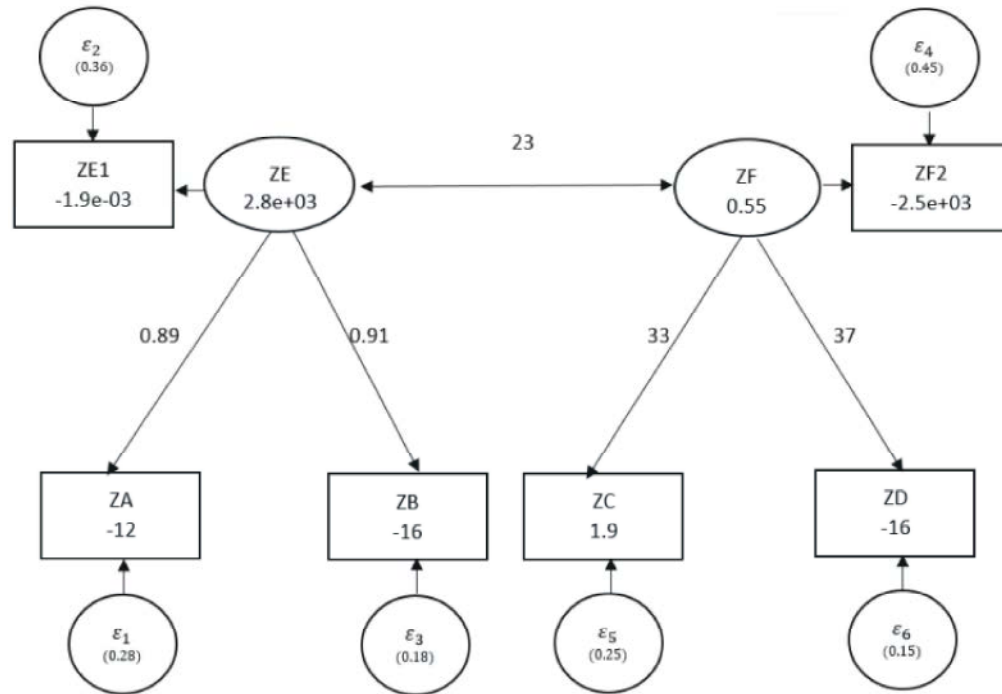 ε₂
(0.36)
ε₄
(0.45)
ZE1
-1.9e-03
ZE
2.8e+03
23
ZF
0.55
ZF2
-2.5e+03
0.89
0.91
33
37
ZA
-12
ZB
-16
ZC
1.9
ZD
-16
ε₁
(0.28)
ε₃
(0.18)
ε₅
(0.25)
ε₆
(0.15)